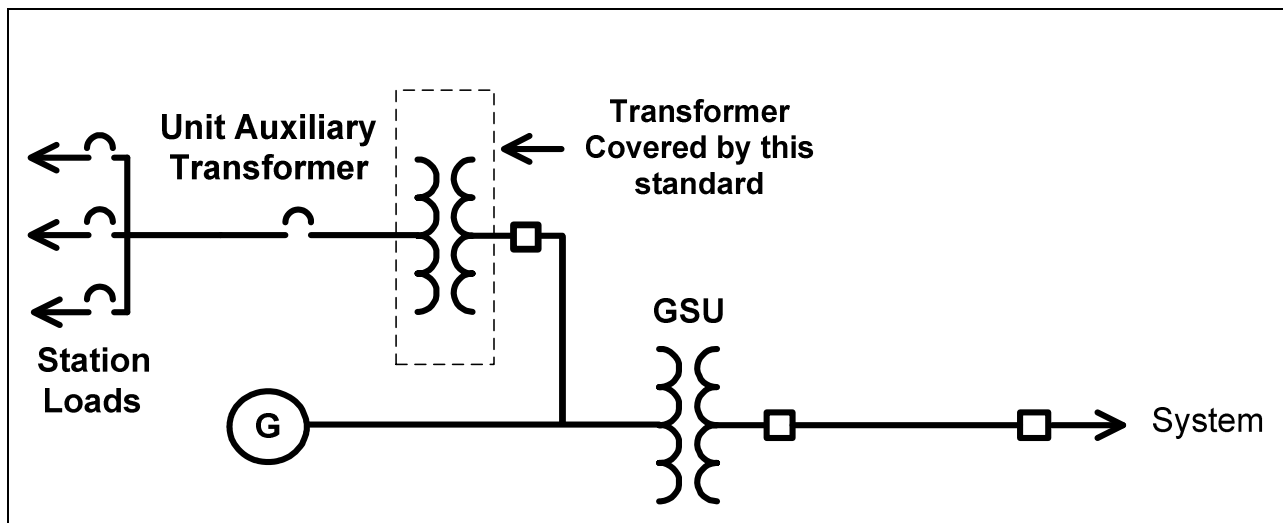 Unit Auxiliary
Transformer
Transformer
Covered by this
standard
Station
Loads
GSU
G
System